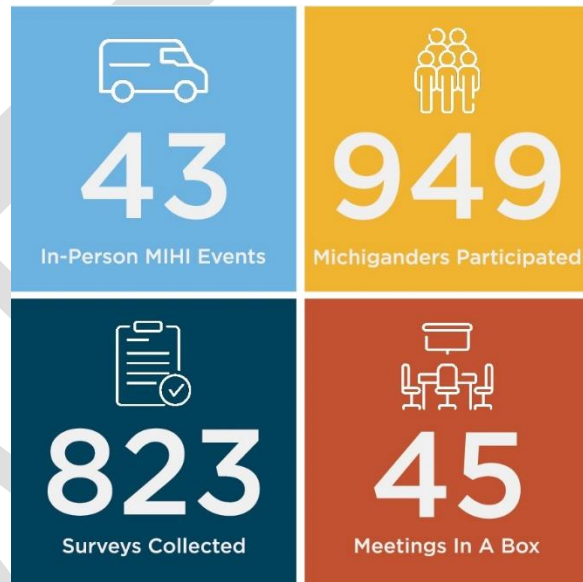 43
In-Person MIHI Events
949
Michiganders Participated
823
Surveys Collected
45
Meetings In A Box